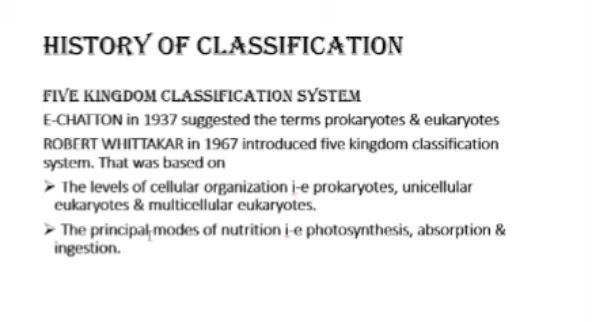 HISTORY OF CLASSIFICATION
FIVE KINGDOM CLASSIFICATION SYSTEM
E-CHATTON in 1937 suggested the terms prokaryotes & eukaryotes
ROBERT WHITTAKAR in 1967 introduced five kingdom classification
system. That was based on
➤ The levels of cellular organization i-e prokaryotes, unicellular
eukaryotes & multicellular eukaryotes.
➤ The principal modes of nutrition i-e photosynthesis, absorption &
ingestion.